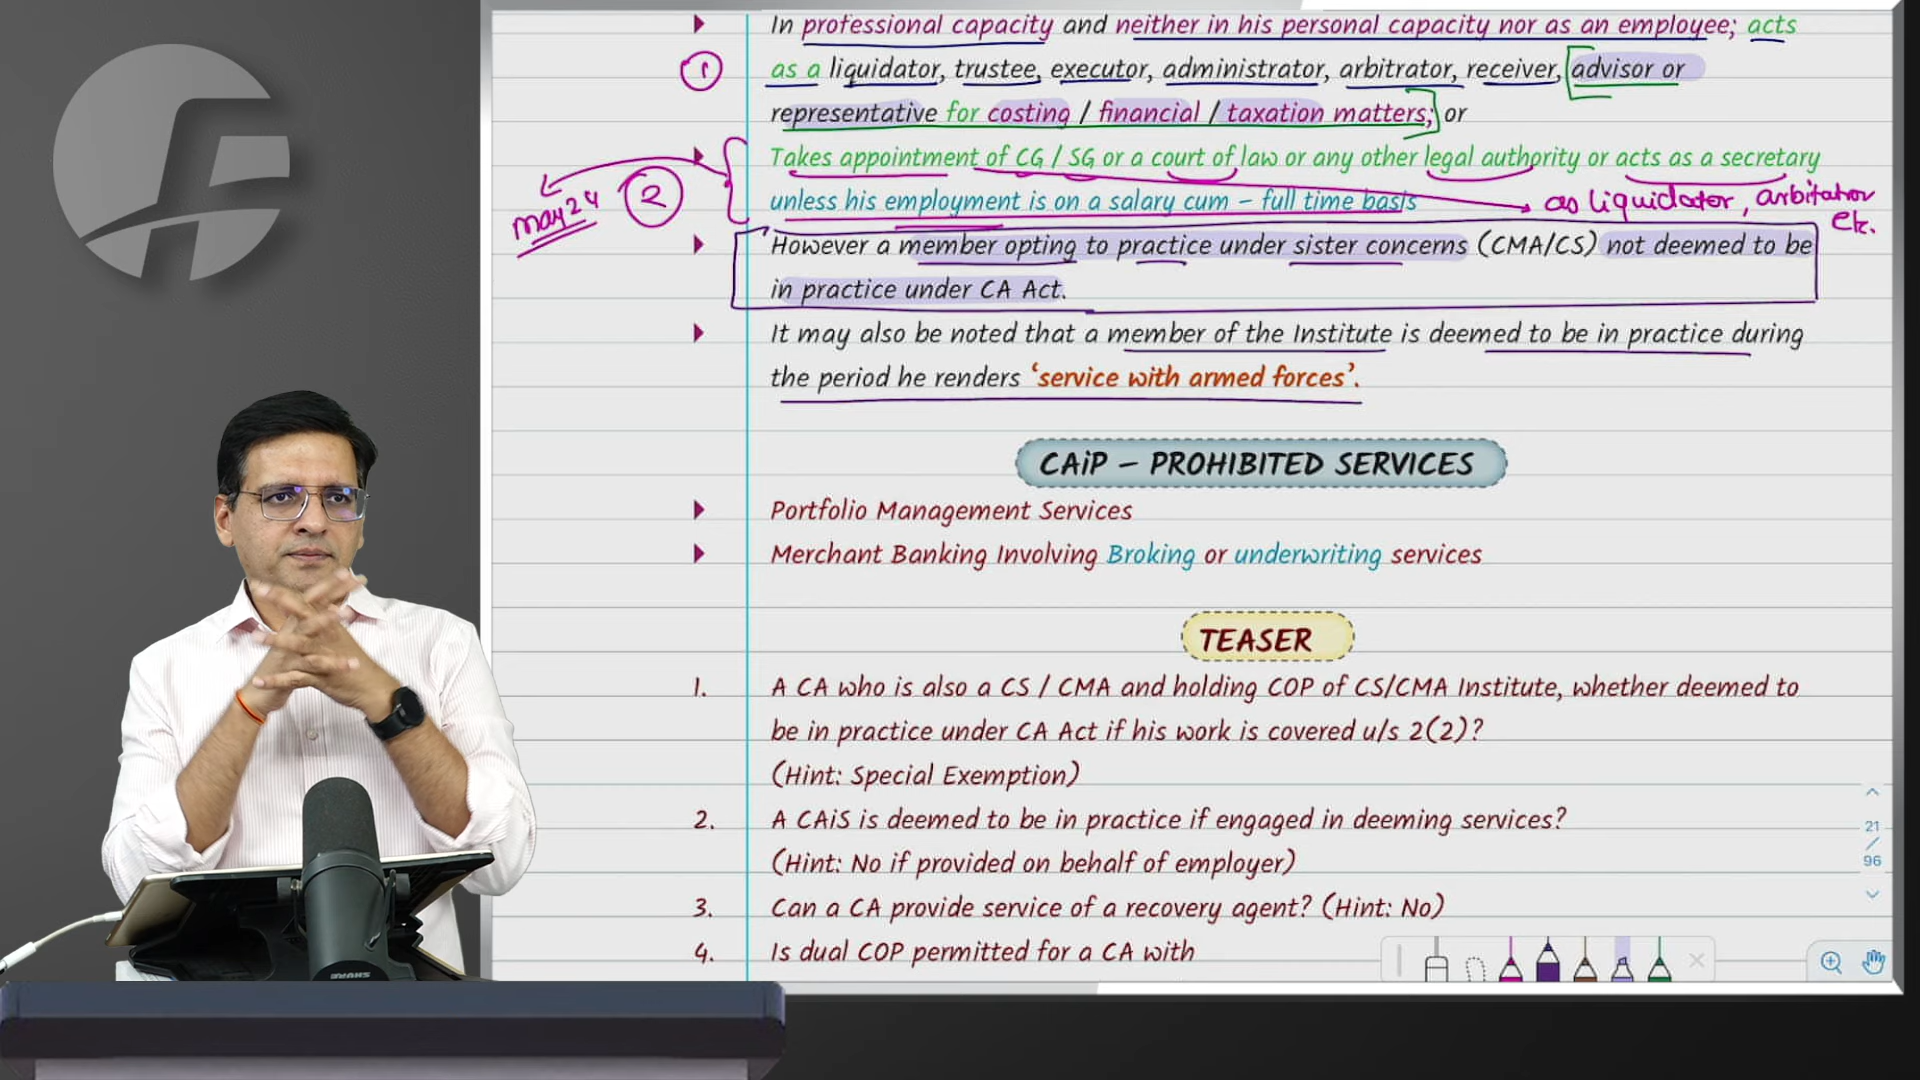 In professional capacity and neither in his personal capacity nor as an employee; acts
1
as a liquidator, trustee, executor, administrator, arbitrator, receiver, advisor or
representative for costing / financial / taxation matters; or
Takes appointment of CG / SG or a court of law or any other legal authority or acts as a secretary
may 24
2
unless his employment is on a salary cum – full time basis
as liquidator, arbitrator
etc.
However a member opting to practice under sister concerns (CMA/CS) not deemed to be
in practice under CA Act.
It may also be noted that a member of the Institute is deemed to be in practice during
the period he renders ‘service with armed forces’.
CAiP – PROHIBITED SERVICES
Portfolio Management Services
Merchant Banking Involving Broking or underwriting services
TEASER
1. A CA who is also a CS / CMA and holding COP of CS/CMA Institute, whether deemed to
be in practice under CA Act if his work is covered u/s 2(2)?
(Hint: Special Exemption)
2. A CAiS is deemed to be in practice if engaged in deeming services?
(Hint: No if provided on behalf of employer)
3. Can a CA provide service of a recovery agent? (Hint: No)
4. Is dual COP permitted for a CA with
21
/
96
SHURE